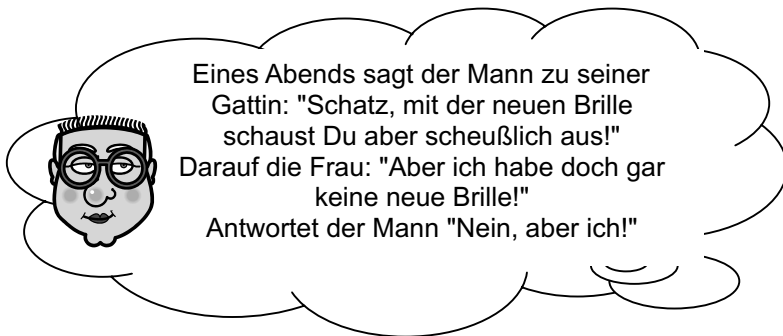 Eines Abends sagt der Mann zu seiner
Gattin: "Schatz, mit der neuen Brille
schaust Du aber scheußlich aus!"
Darauf die Frau: "Aber ich habe doch gar
keine neue Brille!"
Antwortet der Mann "Nein, aber ich!"